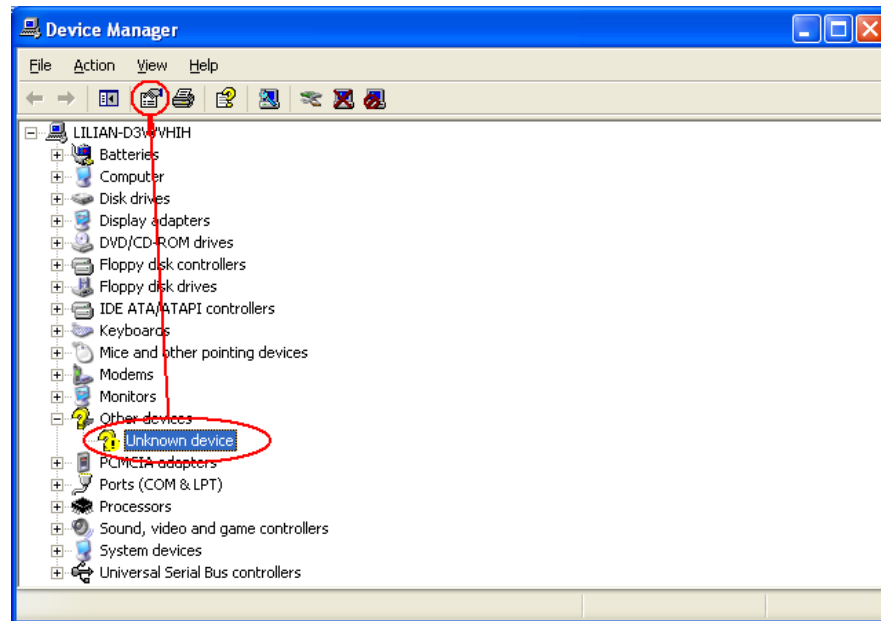 Device Manager
File Action View Help
LILIAN-D3WVHIH
Batteries
Computer
Disk drives
Display adapters
DVD/CD-ROM drives
Floppy disk controllers
Floppy disk drives
IDE ATA/ATAPI controllers
Keyboards
Mice and other pointing devices
Modems
Monitors
Other devices
Unknown device
PCMCIA adapters
Ports (COM & LPT)
Processors
Sound, video and game controllers
System devices
Universal Serial Bus controllers